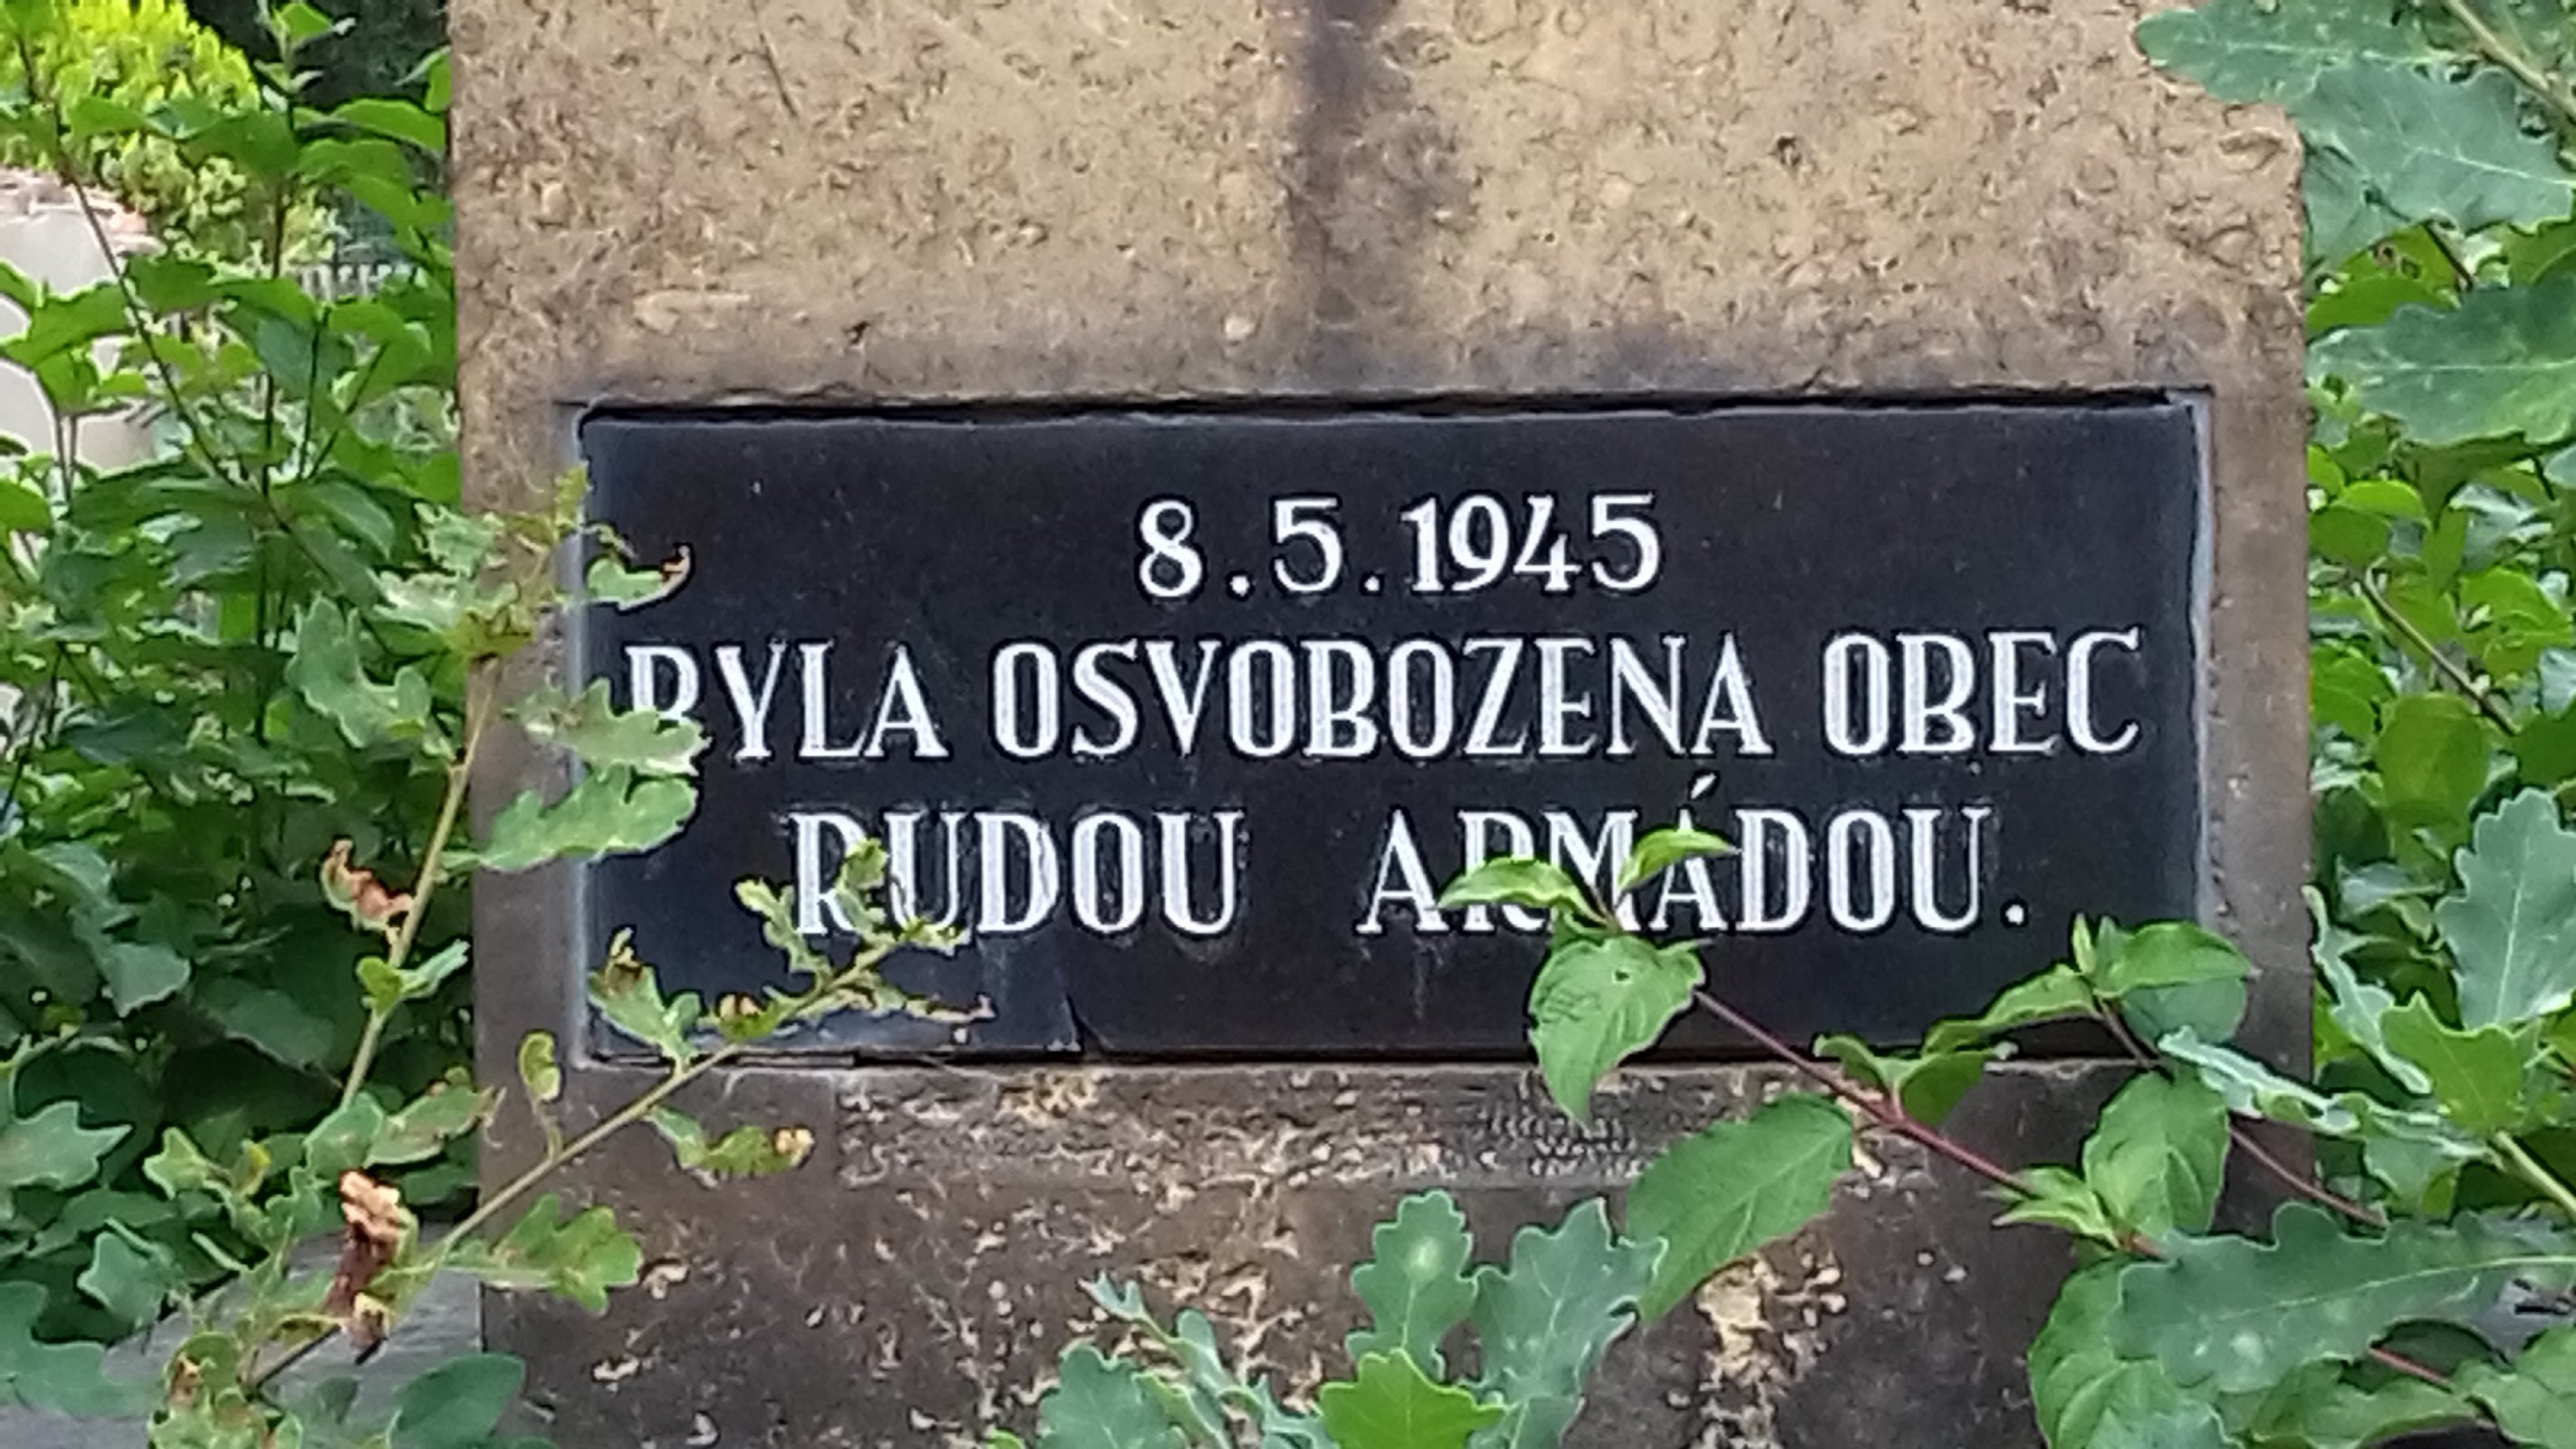 8.5.1945
BYLA OSVOBOZENA OBEC
RUDOU ARMÁDOU.